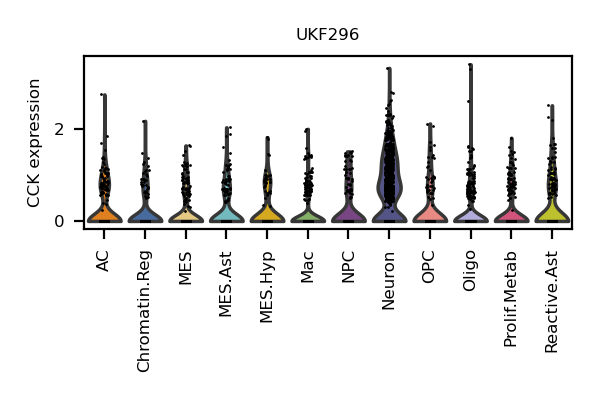 UKF296
CCK expression
2
0
AC
Chromatin.Reg
MES
MES.Ast
MES.Hyp
Mac
NPC
Neuron
OPC
Oligo
Prolif.Metab
Reactive.Ast